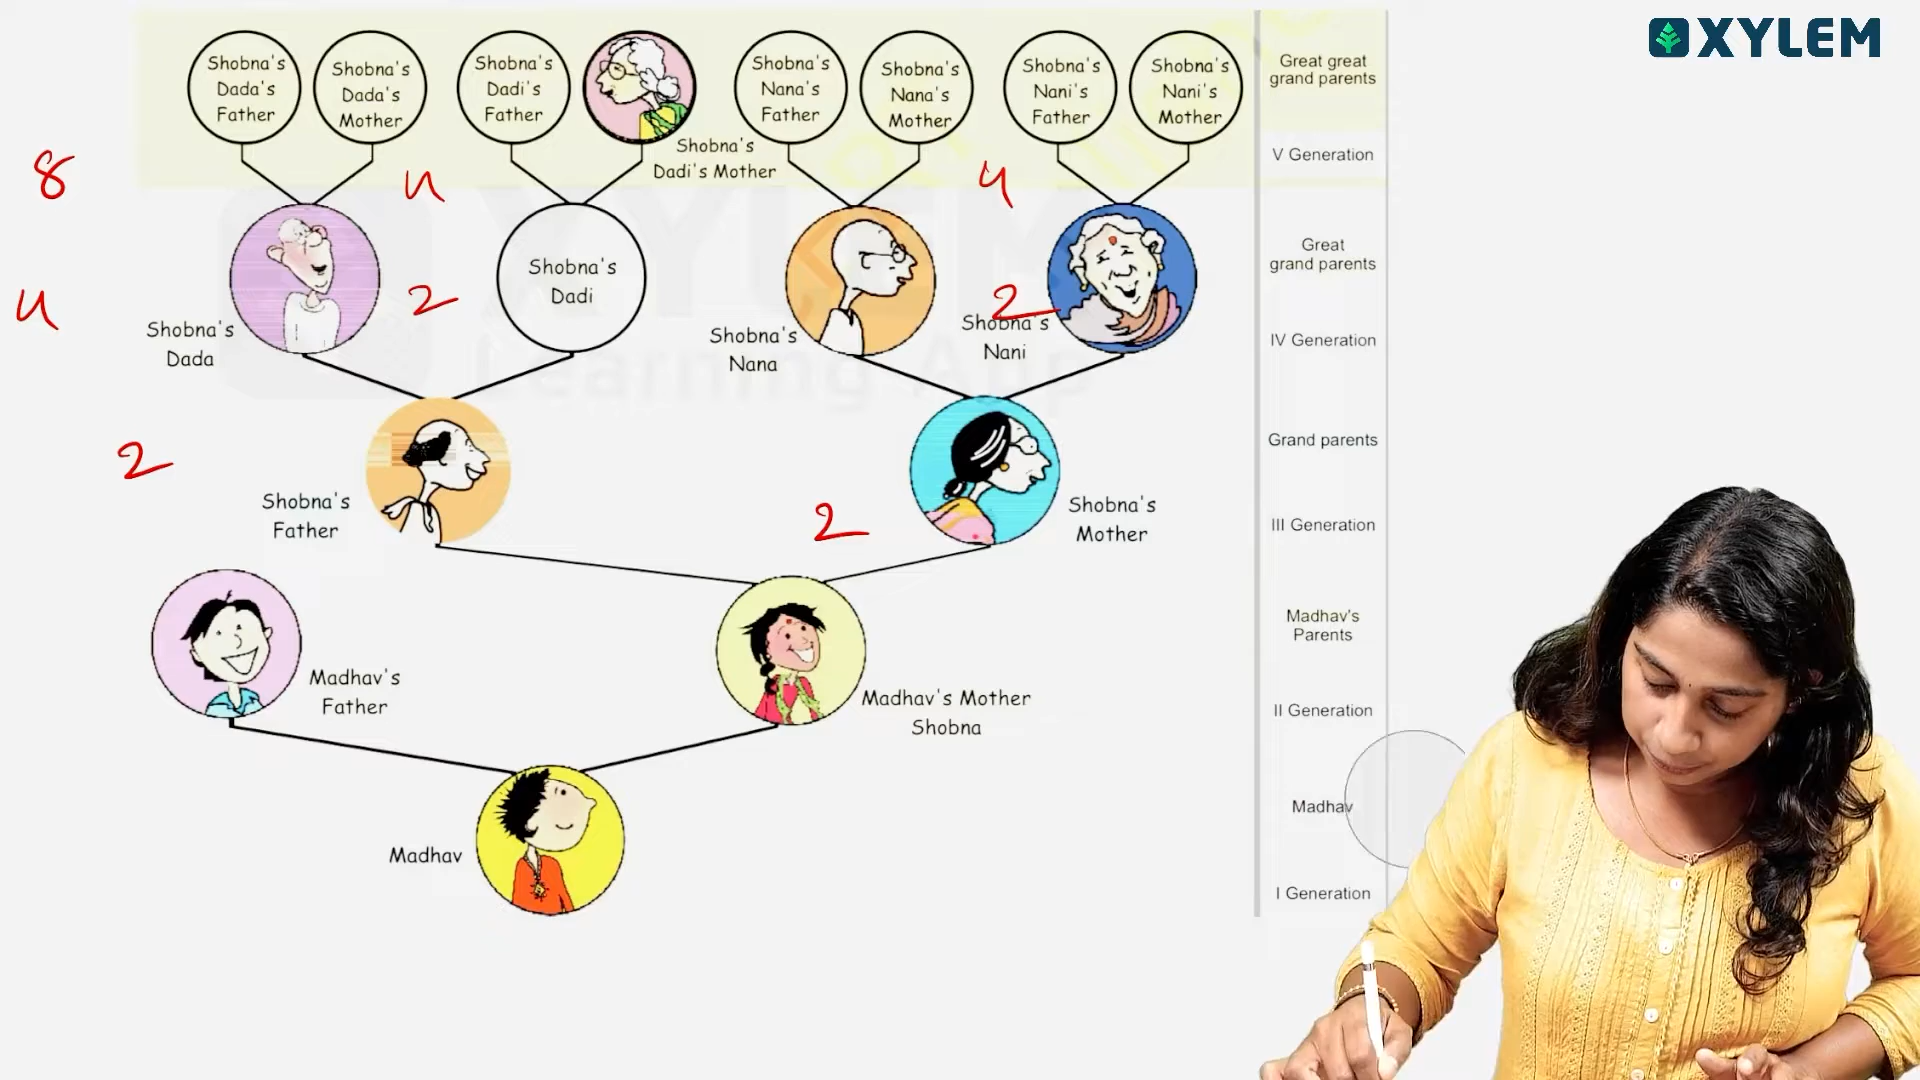 XYLEM
Shobna's
Dada's
Father
Shobna's
Dada's
Mother
Shobna's
Dadi's
Father
Shobna's
Dadi's Mother
Shobna's
Nana's
Father
Shobna's
Nana's
Mother
Shobna's
Nani's
Father
Shobna's
Nani's
Mother
Great great
grand parents
V Generation
8
4
4
Shobna's
Dada
Shobna's
Dadi
Shobna's
Nana
Shobna's
Nani
Great
grand parents
IV Generation
4
2
2
XYLEM
Learning App
Shobna's
Father
Shobna's
Mother
Grand parents
III Generation
2
2
Madhav's
Father
Madhav's Mother
Shobna
Madhav's
Parents
II Generation
Madhav
Madhav
I Generation